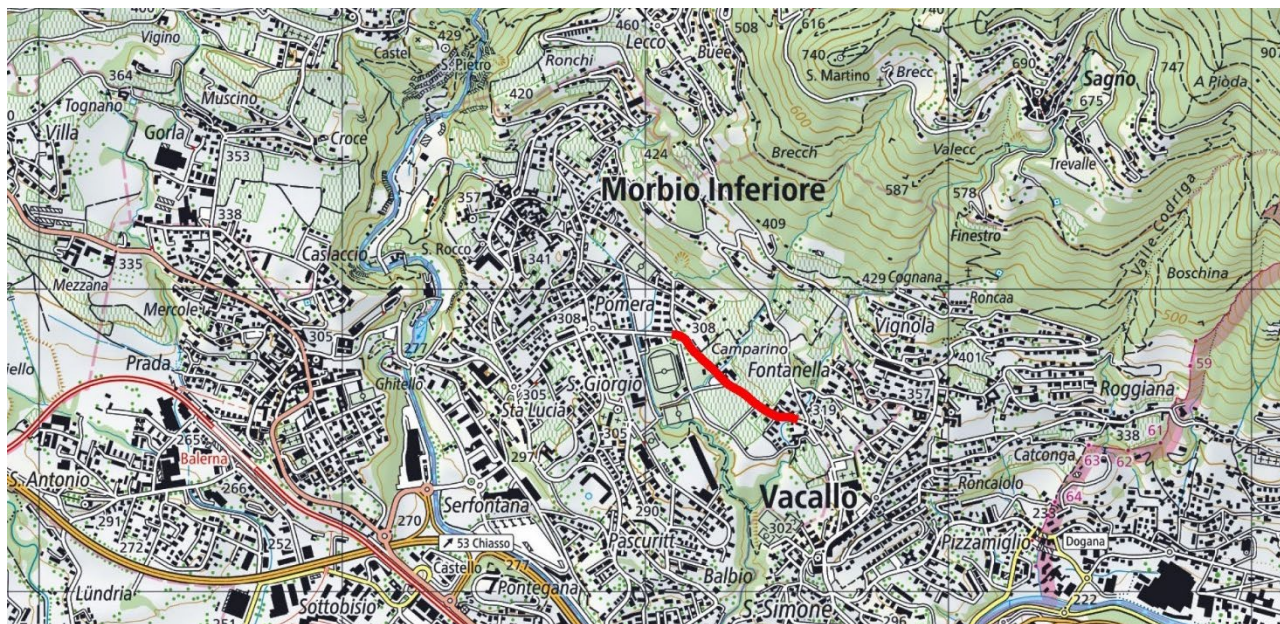 Vigino
364
Tognano
Muscino
Villa
Gorla
353
Croce
338
335
Mezzana
Mercole
Prada
305
Caslaccio
Castel
429
S. Pietro
Ronchi
420
460
Lecco
Buee
508
616
740
S. Martino
Brecc
690
Sagno
675
747
A Piòda
740
600
Brecch
Valecc
Trevalle
424
Morbio Inferiore
587
578
357
S. Rocco
409
Finestro
Valle Codriga
341
429
Cognana
Boschina
Roncaa
500
277
Pomera
308
308
Vignola
Camparino
Fontanella
401
59
Ghitello
S. Giorgio
305
Sta Lucia
319
357
Roggiana
61
338
305
Catconga
63
62
265
Balerna
297
Roncaiolo
64
S. Antonio
266
Serfontana
290
Vacallo
291
270
302
272
252
53 Chiasso
Pascuritt
Pizzamiglio
Dogana
Castello
277
Balbio
Pontegana
Lündria
Sottobisio
S. Simone
222
251
296